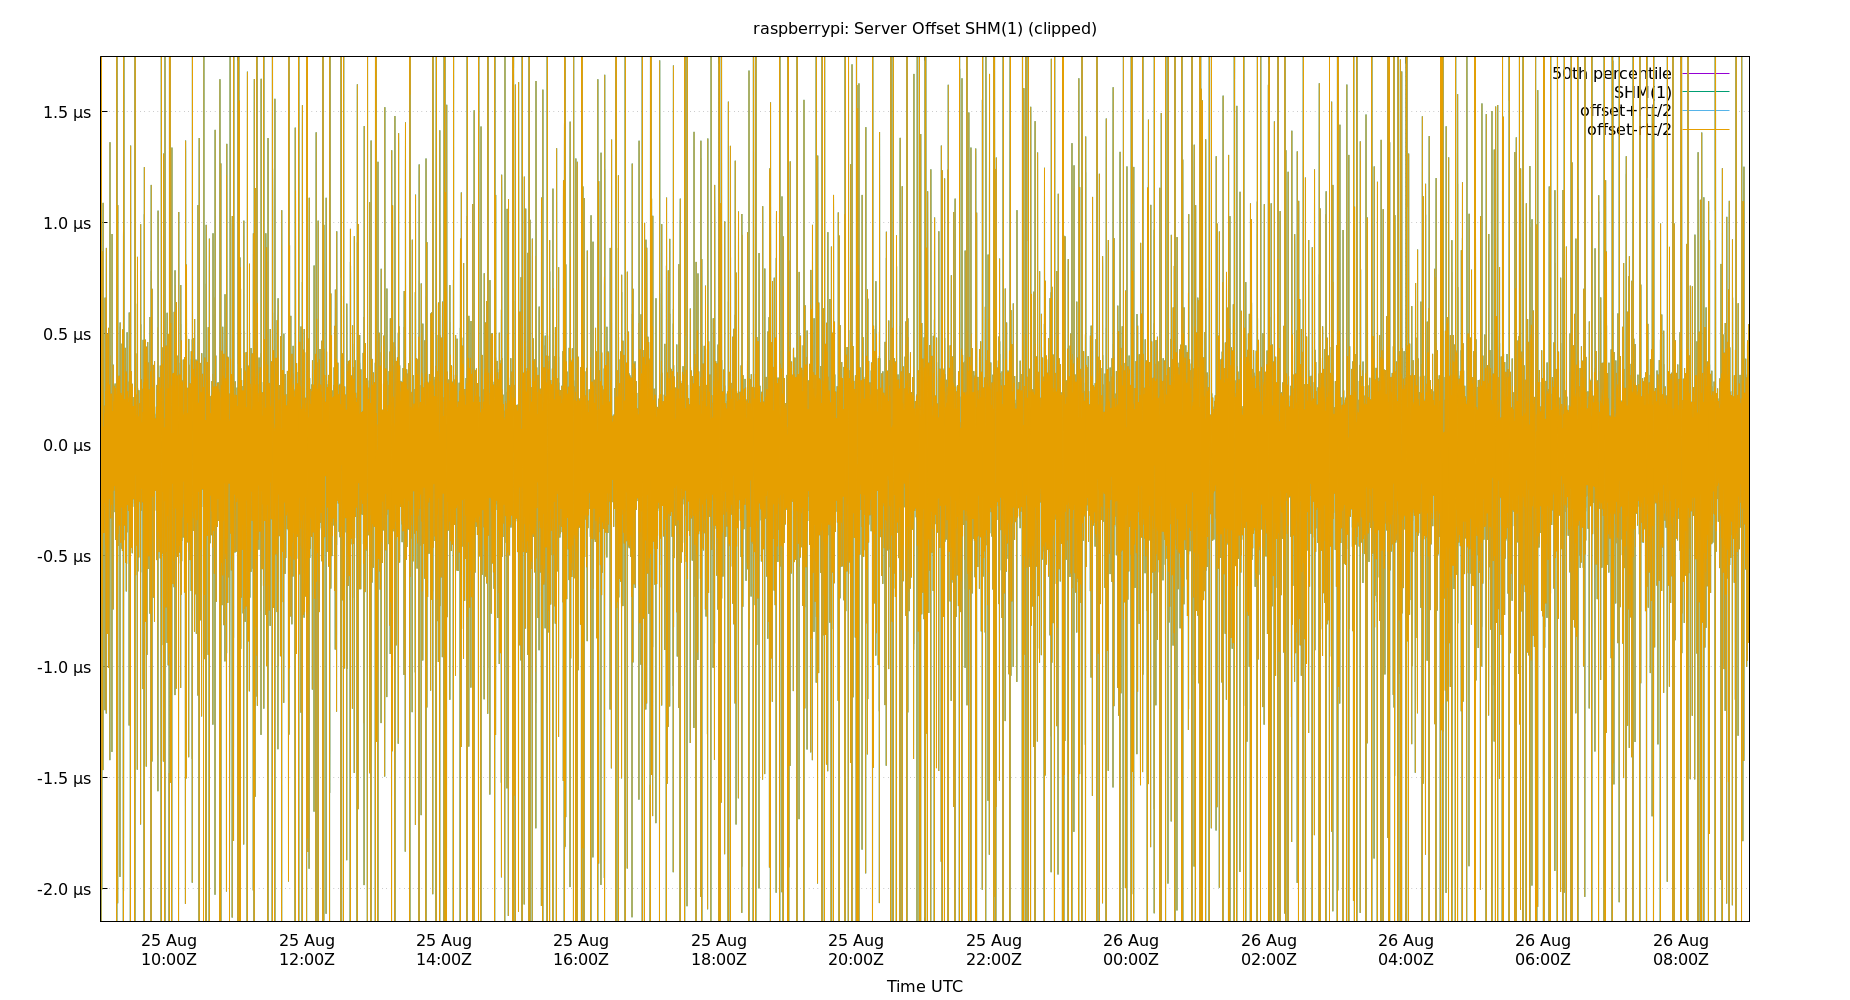 raspberrypi: Server Offset SHM(1) (clipped)
50th percentile
SHM(1)
offset+rtt/2
offset-rtt/2
1.5 µs
1.0 µs
0.5 µs
0.0 µs
-0.5 µs
-1.0 µs
-1.5 µs
-2.0 µs
25 Aug 25 Aug 25 Aug 25 Aug 25 Aug 25 Aug 25 Aug 26 Aug 26 Aug 26 Aug 26 Aug 26 Aug
10:00Z 12:00Z 14:00Z 16:00Z 18:00Z 20:00Z 22:00Z 00:00Z 02:00Z 04:00Z 06:00Z 08:00Z
Time UTC